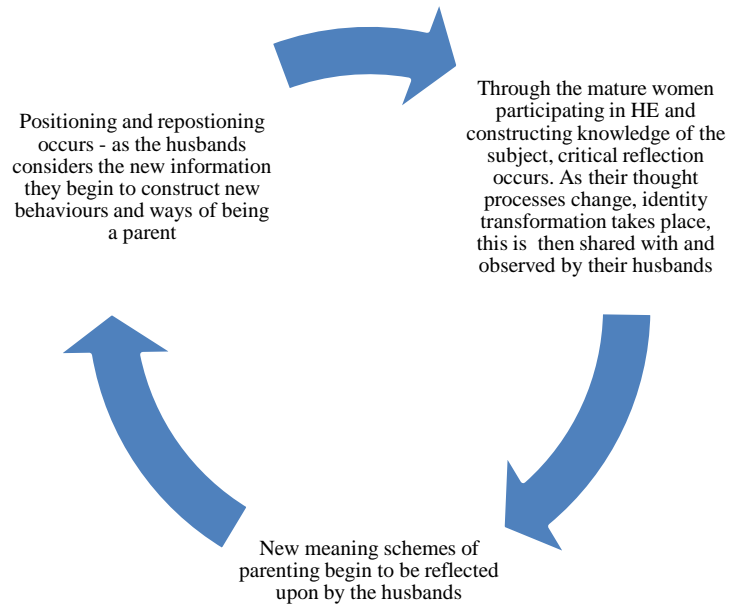 Positioning and repostioning
occurs - as the husbands
considers the new information
they begin to construct new
behaviours and ways of being
a parent
Through the mature women
participating in HE and
constructing knowledge of the
subject, critical reflection
occurs. As their thought
processes change, identity
transformation takes place,
this is  then shared with and
observed by their husbands
New meaning schemes of
parenting begin to be reflected
upon by the husbands